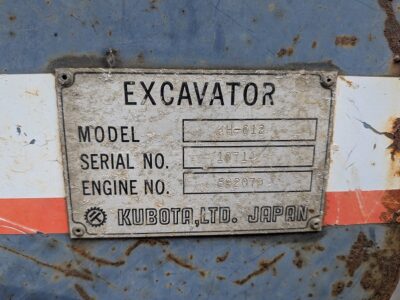 EXCAVATOR
MODEL
SERIAL NO.
ENGINE NO.
KUBOTA, LTD. JAPAN